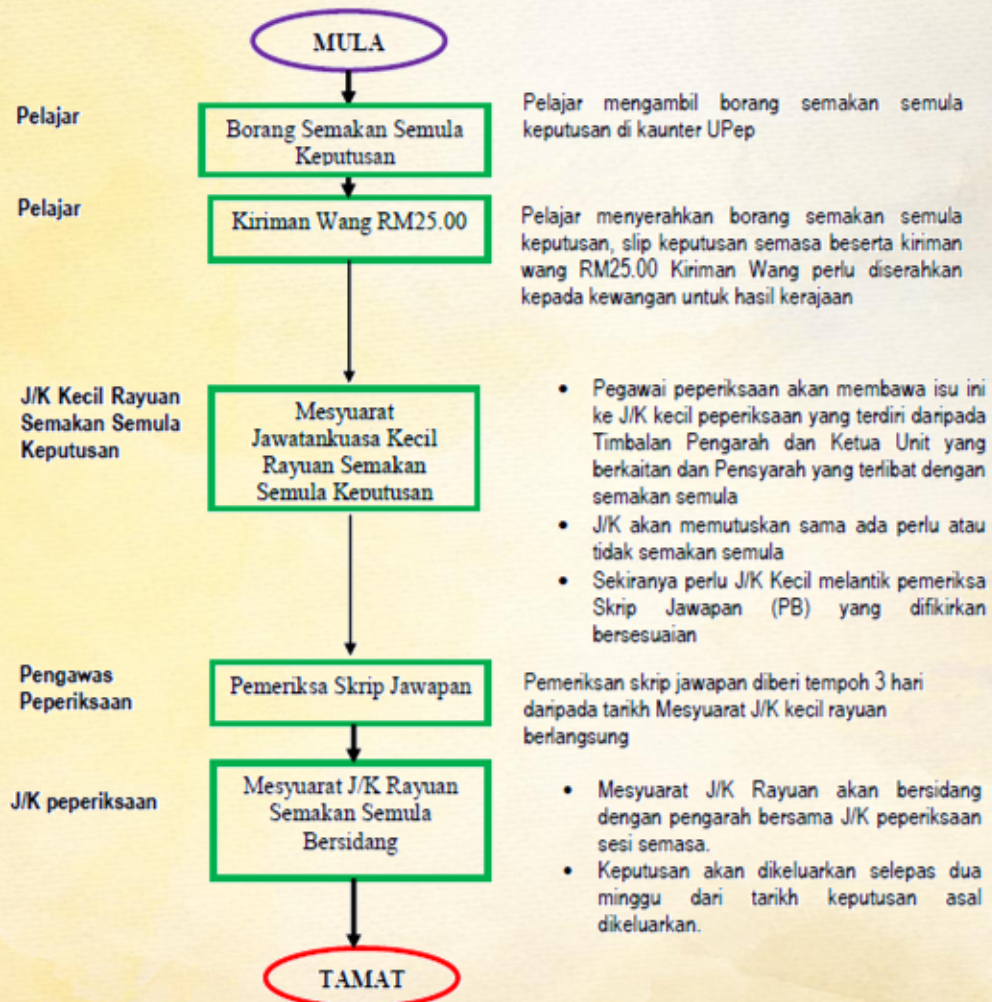 MULA
Pelajar
Borang Semakan Semula
Keputusan
Pelajar mengambil borang semakan semula
keputusan di kaunter UPep
Pelajar
Kiriman Wang RM25.00
Pelajar menyerahkan borang semakan semula
keputusan, slip keputusan semasa beserta kiriman
wang RM25.00 Kiriman Wang perlu diserahkan
kepada kewangan untuk hasil kerajaan
J/K Kecil Rayuan
Semakan Semula
Keputusan
Mesyuarat
Jawatankuasa Kecil
Rayuan Semakan
Semula Keputusan
• Pegawai peperiksaan akan membawa isu ini
ke J/K kecil peperiksaan yang terdiri daripada
Timbalan Pengarah dan Ketua Unit yang
berkaitan dan Pensyarah yang terlibat dengan
semakan semula
• J/K akan memutuskan sama ada perlu atau
tidak semakan semula
• Sekiranya perlu J/K Kecil melantik pemeriksa
Skrip Jawapan (PB) yang difikirkan
bersesuaian
Pengawas
Peperiksaan
Pemeriksa Skrip Jawapan
Pemeriksan skrip jawapan diberi tempoh 3 hari
daripada tarikh Mesyuarat J/K kecil rayuan
berlangsung
J/K peperiksaan
Mesyuarat J/K Rayuan
Semakan Semula
Bersidang
• Mesyuarat J/K Rayuan akan bersidang
dengan pengarah bersama J/K peperiksaan
sesi semasa.
• Keputusan akan dikeluarkan selepas dua
minggu dari tarikh keputusan asal
dikeluarkan.
TAMAT